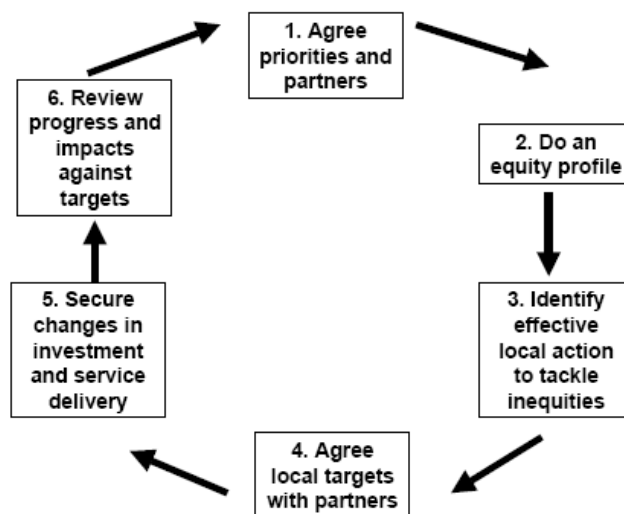 1. Agree
priorities and
partners
2. Do an
equity profile
3. Identify
effective
local action
to tackle
inequities
4. Agree
local targets
with partners
5. Secure
changes in
investment
and service
delivery
6. Review
progress and
impacts
against
targets